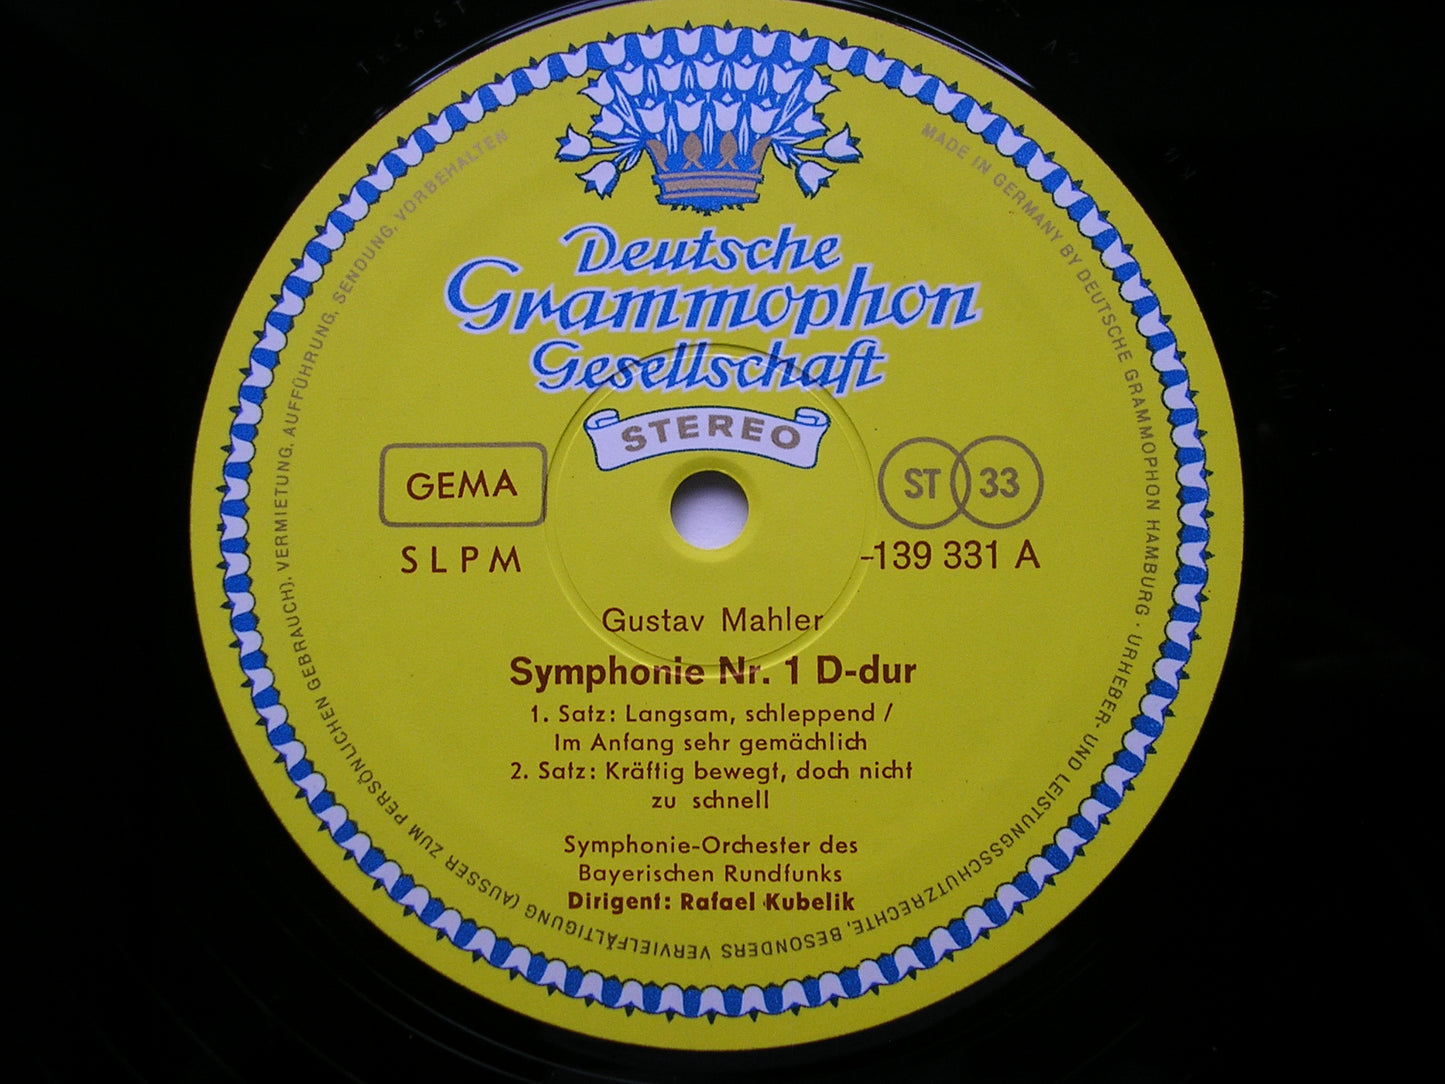 Deutsche
Grammophon
Gesellschaft
STEREO
GEMA
ST 33
SLPM
-139 331 A
Gustav Mahler
Symphonie Nr. 1 D-dur
1. Satz: Langsam, schleppend /
Im Anfang sehr gemächlich
2. Satz: Kräftig bewegt, doch nicht
zu schnell
Symphonie-Orchester des
Bayerischen Rundfunks
Dirigent: Rafael Kubelik
MADE IN GERMANY BY DEUTSCHE GRAMMOPHON HAMBURG · URHEBER- UND LEISTUNGSSCHUTZRECHTE, BESONDERS VERVIELFÄLTIGUNG (AUSSER ZUM PERSÖNLICHEN GEBRAUCH), VERMIETUNG, AUFFÜHRUNG, SENDUNG, VORBEHALTEN